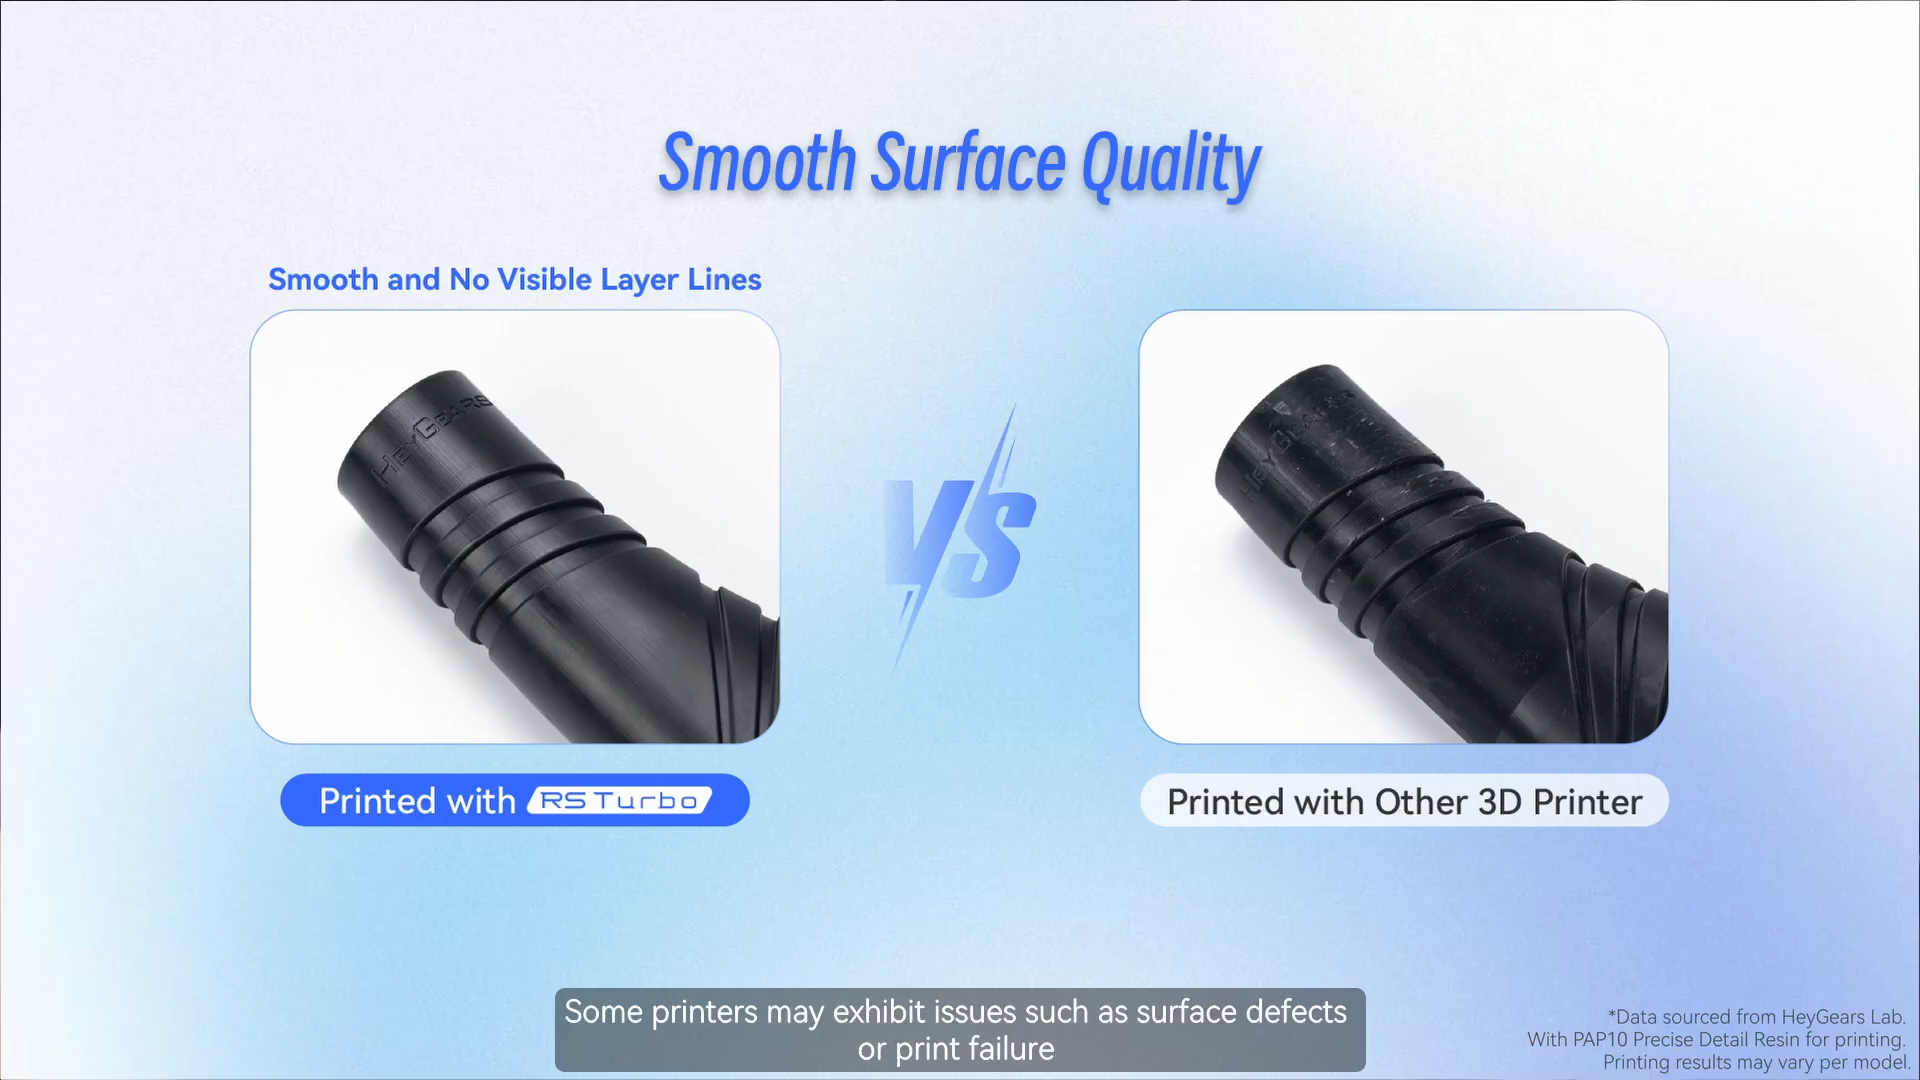 Smooth Surface Quality
Smooth and No Visible Layer Lines
HEYGEARS
HEYGEARS
VS
Printed with RS Turbo
Printed with Other 3D Printer
Some printers may exhibit issues such as surface defects
or print failure
*Data sourced from HeyGears Lab.
With PAP10 Precise Detail Resin for printing.
Printing results may vary per model.